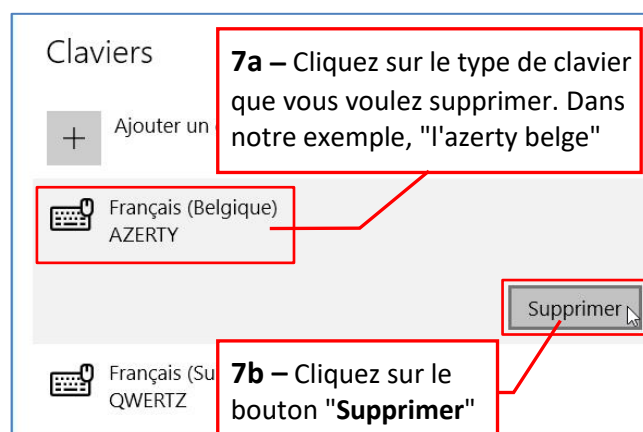 Claviers
7a – Cliquez sur le type de clavier
que vous voulez supprimer. Dans
notre exemple, "l'azerty belge"
Ajouter un
Français (Belgique)
AZERTY
Supprimer
7b – Cliquez sur le
bouton "Supprimer"
Français (Su
QWERTZ